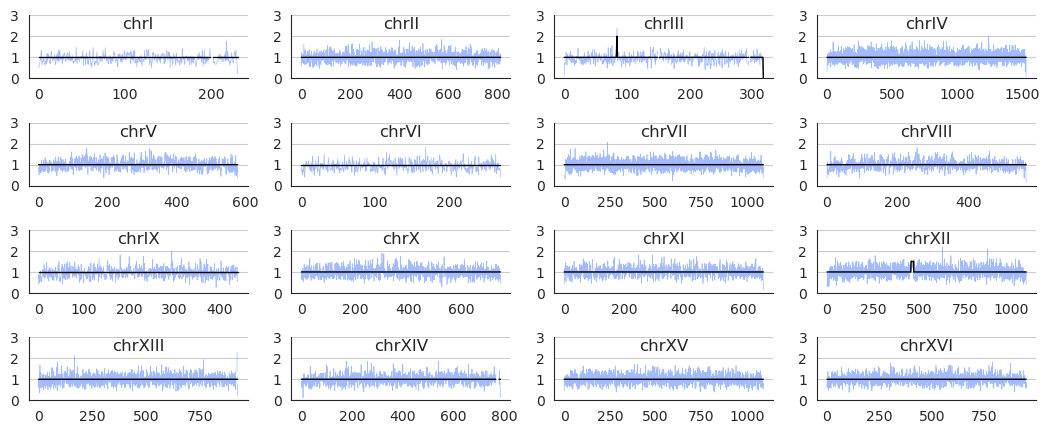 3 chrI 3 chrII 3 chrIII 3 chrIV
2 2 2 2
1 1 1 1
0 0 0 0
0 100 200 0 200 400 600 800 0 100 200 300 0 500 1000 1500
3 chrV 3 chrVI 3 chrVII 3 chrVIII
2 2 2 2
1 1 1 1
0 0 0 0
0 200 400 600 0 100 200 0 250 500 750 1000 0 200 400
3 chrIX 3 chrX 3 chrXI 3 chrXII
2 2 2 2
1 1 1 1
0 0 0 0
0 100 200 300 400 0 200 400 600 0 200 400 600 0 250 500 750 1000
3 chrXIII 3 chrXIV 3 chrXV 3 chrXVI
2 2 2 2
1 1 1 1
0 0 0 0
0 250 500 750 0 200 400 600 800 0 250 500 750 1000 0 250 500 750